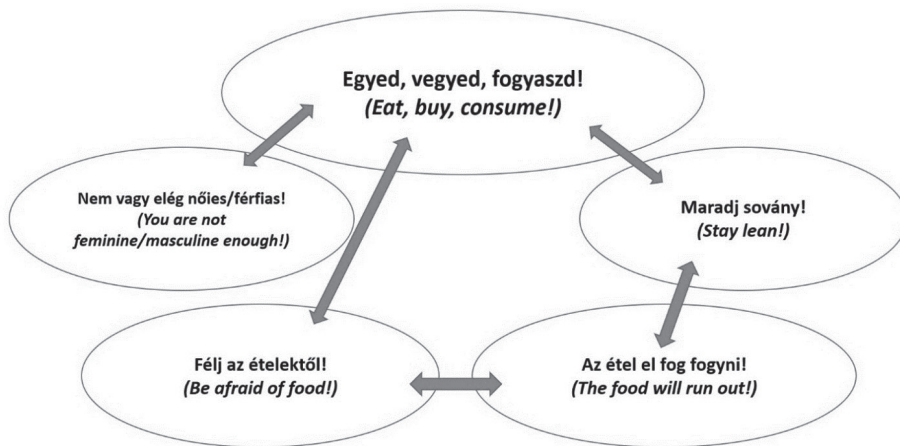 Egyed, vegyed, fogyaszd!
(Eat, buy, consume!)
Nem vagy elég nőies/férfias!
(You are not
feminine/masculine enough!)
Maradj sovány!
(Stay lean!)
Félj az ételektől!
(Be afraid of food!)
Az étel el fog fogyni!
(The food will run out!)